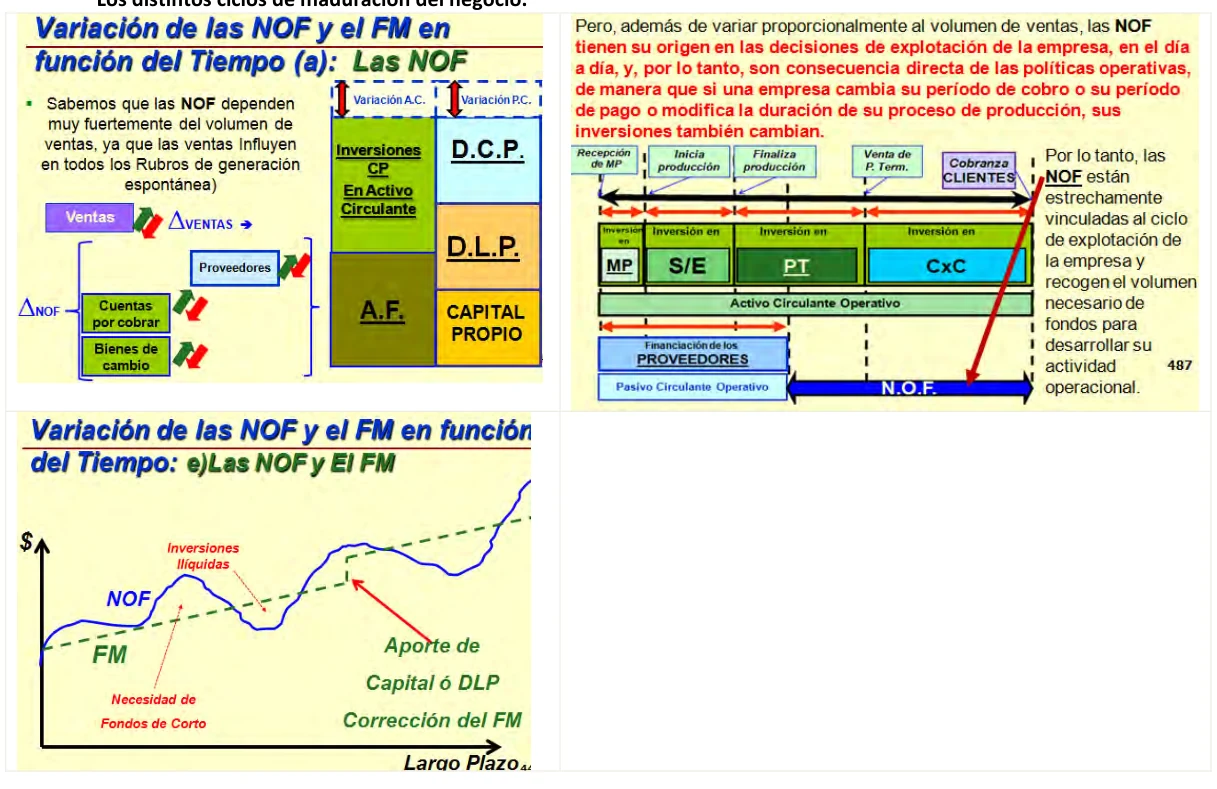 Los distintos ciclos de maduración del negocio.
Variación de las NOF y el FM en
función del Tiempo (a): Las NOF
▪ Sabemos que las NOF dependen
muy fuertemente del volumen de
ventas, ya que las ventas Influyen
en todos los Rubros de generación
espontánea)
Ventas
ΔVENTAS →
Proveedores
ΔNOF
Cuentas
por cobrar
Bienes de
cambio
Variación A.C.
Variación P.C.
Inversiones
CP
En Activo
Circulante
D.C.P.
D.L.P.
A.F.
CAPITAL
PROPIO
Pero, además de variar proporcionalmente al volumen de ventas, las NOF
tienen su origen en las decisiones de explotación de la empresa, en el día
a día, y, por lo tanto, son consecuencia directa de las políticas operativas,
de manera que si una empresa cambia su período de cobro o su período
de pago o modifica la duración de su proceso de producción, sus
inversiones también cambian.
Recepción
de MP
Inicia
producción
Finaliza
producción
Venta de
P. Term.
Cobranza
CLIENTES
Inversión
en
MP
Inversión en
S/E
Inversión en
PT
Inversión en
CxC
Activo Circulante Operativo
Financiación de los
PROVEEDORES
Pasivo Circulante Operativo
N.O.F.
Por lo tanto, las
NOF están
estrechamente
vinculadas al ciclo
de explotación de
la empresa y
recogen el volumen
necesario de
fondos para
desarrollar su
actividad
operacional.
487
Variación de las NOF y el FM en función
del Tiempo: e)Las NOF y El FM
$
Inversiones
Ilíquidas
NOF
FM
Necesidad de
Fondos de Corto
Aporte de
Capital ó DLP
Corrección del FM
Largo Plazo